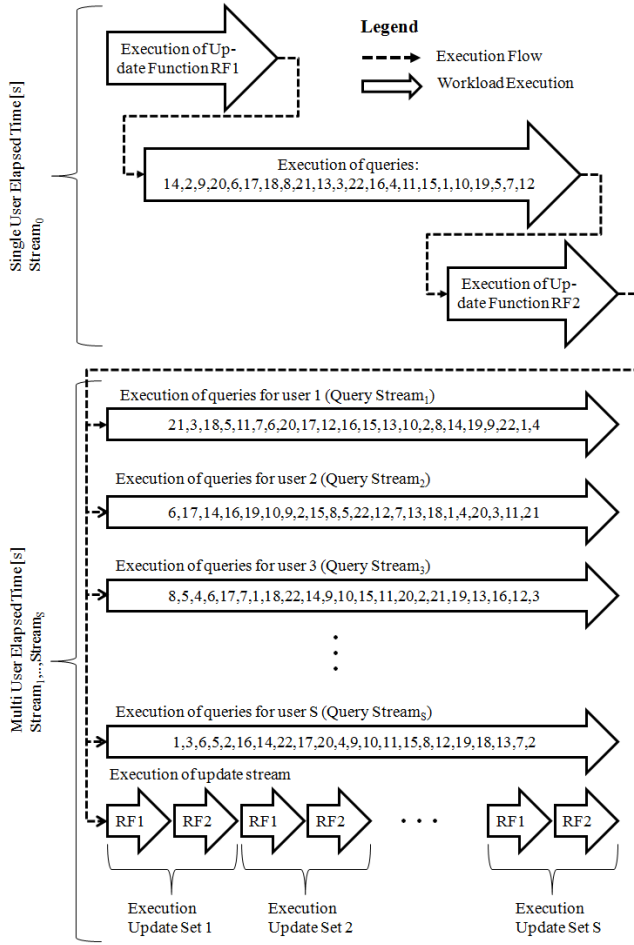 Execution of Up-
date Function RF1
Legend
Execution Flow
Workload Execution
Single User Elapsed Time [s]
Stream0
Execution of queries:
14,2,9,20,6,17,18,8,21,13,3,22,16,4,11,15,1,10,19,5,7,12
Execution of Up-
date Function RF2
Multi User Elapsed Time [s]
Stream1,..,StreamS
Execution of queries for user 1 (Query Stream1)
21,3,18,5,11,7,6,20,17,12,16,15,13,10,2,8,14,19,9,22,1,4
Execution of queries for user 2 (Query Stream2)
6,17,14,16,19,10,9,2,15,8,5,22,12,7,13,18,1,4,20,3,11,21
Execution of queries for user 3 (Query Stream3)
8,5,4,6,17,7,1,18,22,14,9,10,15,11,20,2,21,19,13,16,12,3
Execution of queries for user S (Query StreamS)
1,3,6,5,2,16,14,22,17,20,4,9,10,11,15,8,12,19,18,13,7,2
Execution of update stream
RF1 RF2 RF1 RF2 . . . RF1 RF2
Execution
Update Set 1
Execution
Update Set 2
Execution
Update Set S